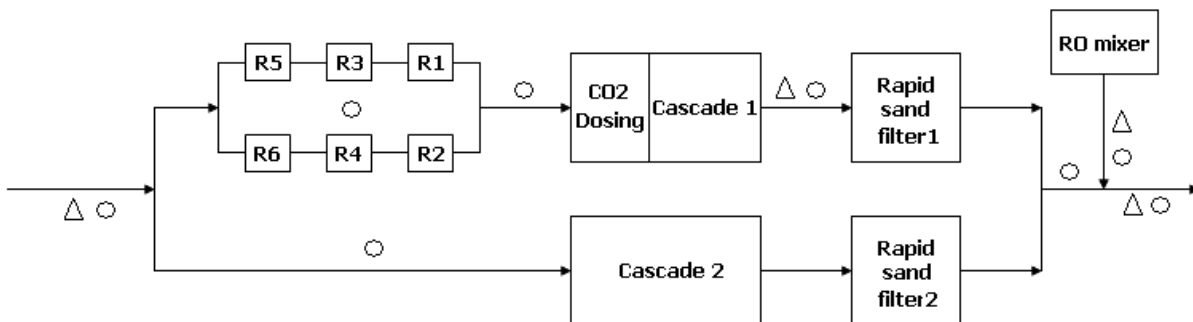 R5
R3
R1
R6
R4
R2
CO2
Dosing
Cascade 1
Rapid
sand
filter1
RO mixer
Cascade 2
Rapid
sand
filter2